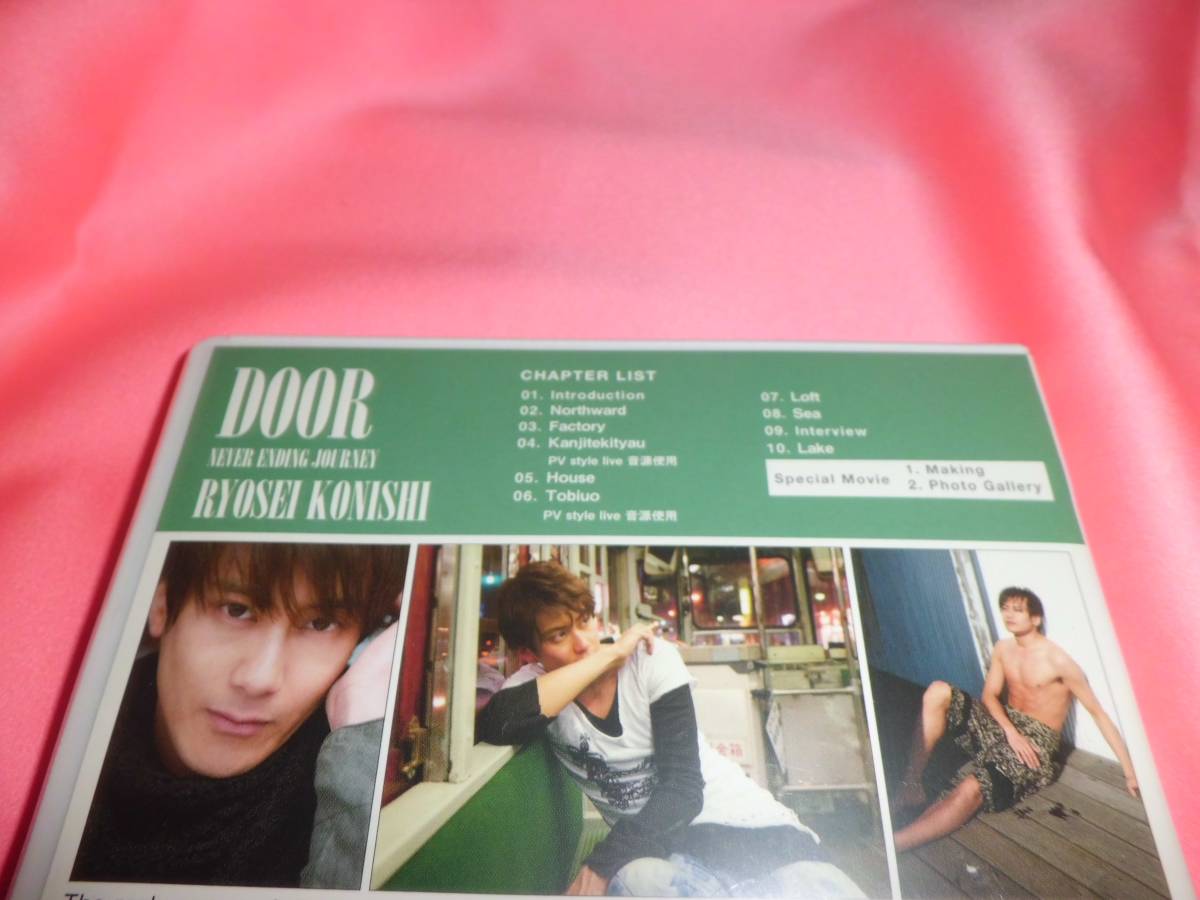 DOOR
NEVER ENDING JOURNEY
RYOSEI KONISHI
CHAPTER LIST
01. Introduction
02. Northward
03. Factory
04. Kanjitekityau
PV style live 音源使用
05. House
06. Tobiuo
PV style live 音源使用
07. Loft
08. Sea
09. Interview
10. Lake
Special Movie
1. Making
2. Photo Gallery
金箱